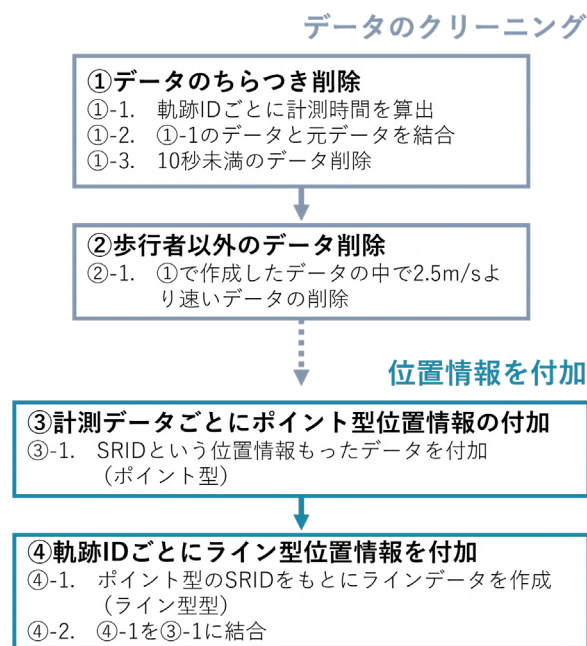 データのクリーニング
①データのちらつき削除
①-1. 軌跡IDごとに計測時間を算出
①-2. ①-1のデータと元データを結合
①-3. 10秒未満のデータ削除
②歩行者以外のデータ削除
②-1. ①で作成したデータの中で2.5m/sよ
り速いデータの削除
位置情報を付加
③計測データごとにポイント型位置情報の付加
③-1. SRIDという位置情報もったデータを付加
（ポイント型）
④軌跡IDごとにライン型位置情報を付加
④-1. ポイント型のSRIDをもとにラインデータを作成
（ライン型型）
④-2. ④-1を③-1に結合